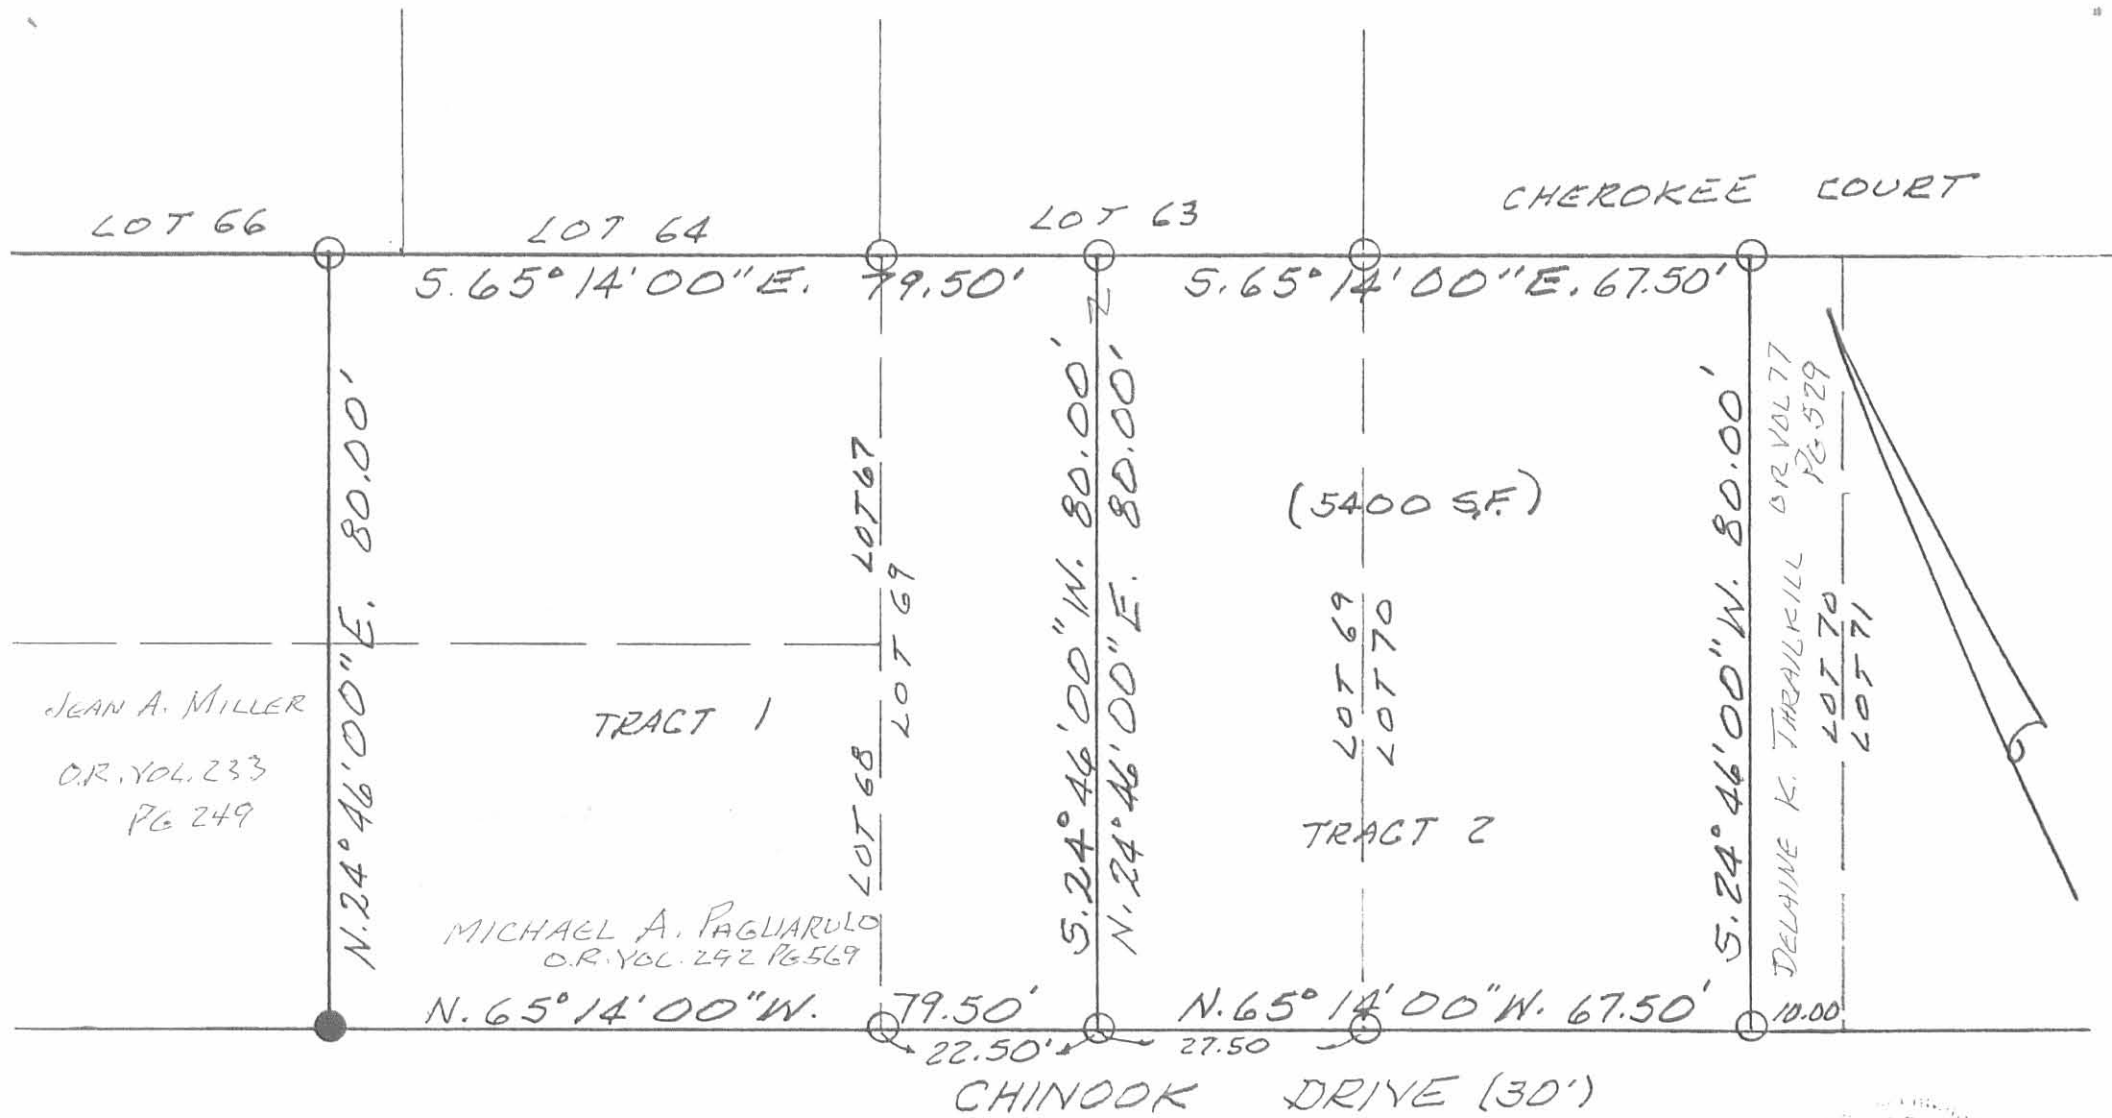 LOT 66
LOT 64
LOT 63
CHEROKEE COURT
S.65°14'00"E. 79.50'
S.65°14'00"E. 67.50'
N.24°46'00"E. 80.00'
LOT 67
LOT 69
LOT 68
S.24°46'00"W. 80.00'
N.24°46'00"E. 80.00'
(5400 S.F.)
LOT 69
LOT 70
S.24°46'00"W. 80.00'
DELAINE K. THRAILKILL OR VOL 77
PG 529
LOT 70
LOT 71
JEAN A. MILLER
O.R. VOL. 233
PG 249
TRACT 1
TRACT 2
MICHAEL A. PAGLIARULO
O.R. VOL. 252 PG 569
N.65°14'00"W. 79.50'
N.65°14'00"W. 67.50'
10.00
22.50'
27.50
CHINOOK DRIVE (30')